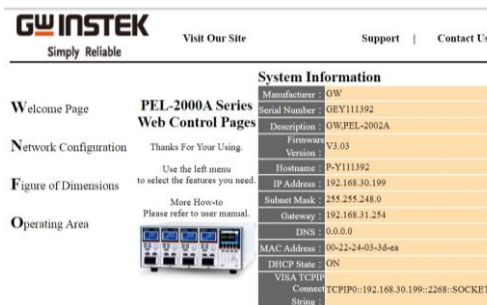 GWINSTEK
Simply Reliable
Visit Our Site
Support | Contact Us
Welcome Page
Network Configuration
Figure of Dimensions
Operating Area
PEL-2000A Series
Web Control Pages
Thanks For Your Using.
Use the left menu
to select the features you need.
More How-to
Please refer to user manual.
System Information
Manufacturer : GW
Serial Number : GEY111392
Description : GW,PEL-2002A
Firmware Version : V3.03
Hostname : P-Y111392
IP Address : 192.168.30.199
Subnet Mask : 255.255.248.0
Gateway : 192.168.31.254
DNS : 0.0.0.0
MAC Address : 00-22-24-03-3d-ea
DHCP State : ON
VISA TCPIP Connect String : TCPIP0::192.168.30.199::2268::SOCKET